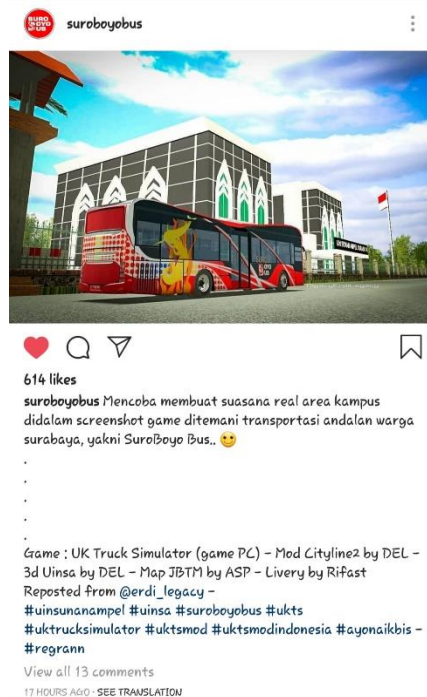 SURO
BOYO
BUS
suroboyobus
614 likes
suroboyobus Mencoba membuat suasana real area kampus
didalam screenshot game ditemani transportasi andalan warga
surabaya, yakni SuroBoyo Bus.. 🙂
.
.
.
.
.
Game : UK Truck Simulator (game PC) - Mod Cityline2 by DEL -
3d Uinsa by DEL - Map JBTM by ASP - Livery by Rifast
Reposted from @erdi_legacy -
#uinsunanampel #uinsa #suroboyobus #ukts
#uktrucksimulator #uktsmod #uktsmodindonesia #ayonaikbis -
#regrann
View all 13 comments
17 HOURS AGO · SEE TRANSLATION